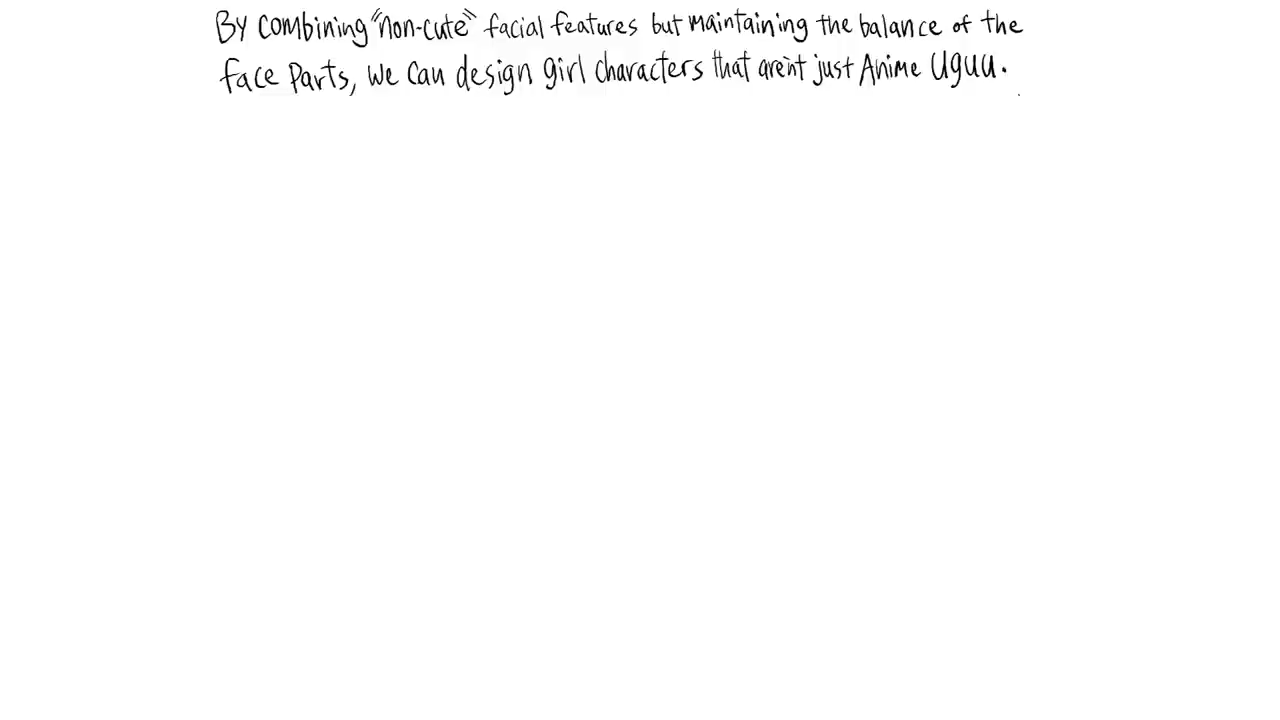 By combining "non-cute" facial features but maintaining the balance of the
face parts, we can design girl characters that aren't just Anime Uguu.